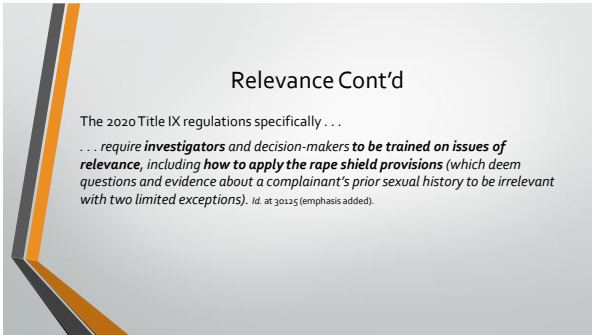 Relevance Cont’d
The 2020 Title IX regulations specifically . . .
. . . require investigators and decision-makers to be trained on issues of
relevance, including how to apply the rape shield provisions (which deem
questions and evidence about a complainant’s prior sexual history to be irrelevant
with two limited exceptions). Id. at 30125 (emphasis added).